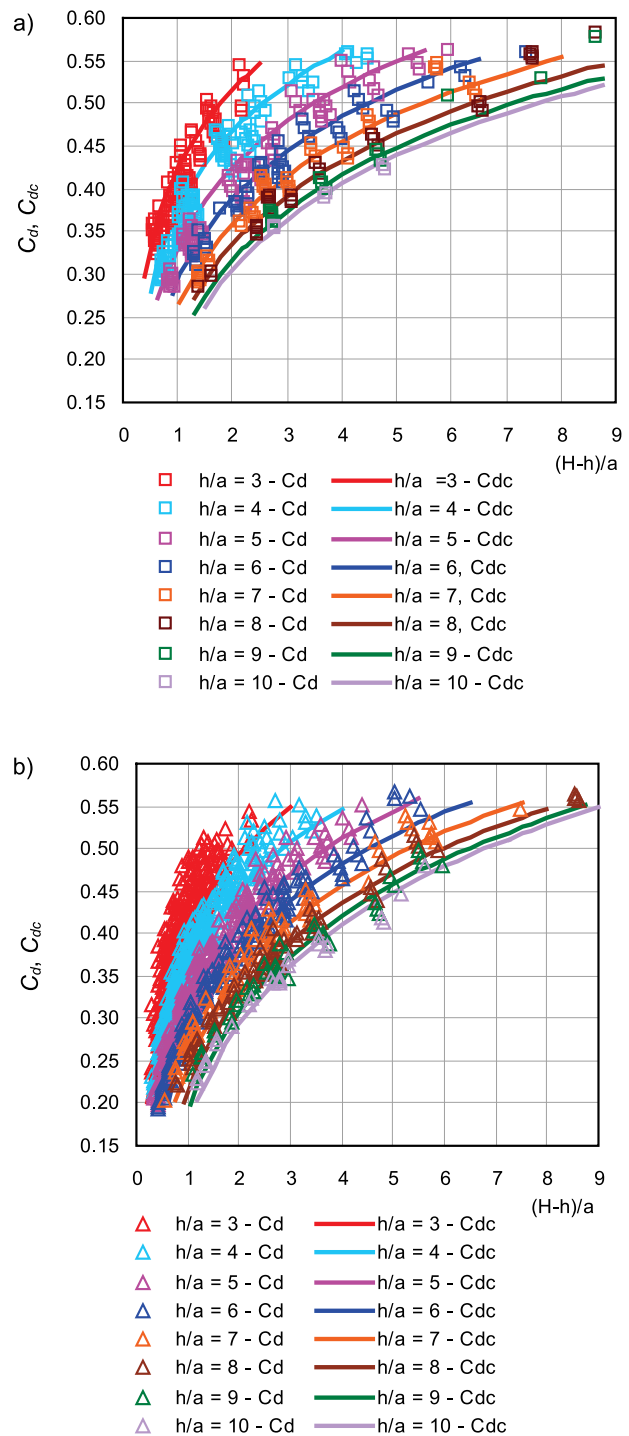 a)
0.60
0.55
0.50
0.45
0.40
0.35
0.30
0.25
0.20
0.15
Cd, Cdc
0 1 2 3 4 5 6 7 8 9
(H-h)/a
h/a = 3 - Cd h/a =3 - Cdc
h/a = 4 - Cd h/a = 4 - Cdc
h/a = 5 - Cd h/a = 5 - Cdc
h/a = 6 - Cd h/a = 6, Cdc
h/a = 7 - Cd h/a = 7, Cdc
h/a = 8 - Cd h/a = 8, Cdc
h/a = 9 - Cd h/a = 9 - Cdc
h/a = 10 - Cd h/a = 10 - Cdc
b)
0.60
0.55
0.50
0.45
0.40
0.35
0.30
0.25
0.20
0.15
Cd, Cdc
0 1 2 3 4 5 6 7 8 9
(H-h)/a
h/a = 3 - Cd h/a = 3 - Cdc
h/a = 4 - Cd h/a = 4 - Cdc
h/a = 5 - Cd h/a = 5 - Cdc
h/a = 6 - Cd h/a = 6 - Cdc
h/a = 7 - Cd h/a = 7 - Cdc
h/a = 8 - Cd h/a = 8 - Cdc
h/a = 9 - Cd h/a = 9 - Cdc
h/a = 10 - Cd h/a = 10 - Cdc